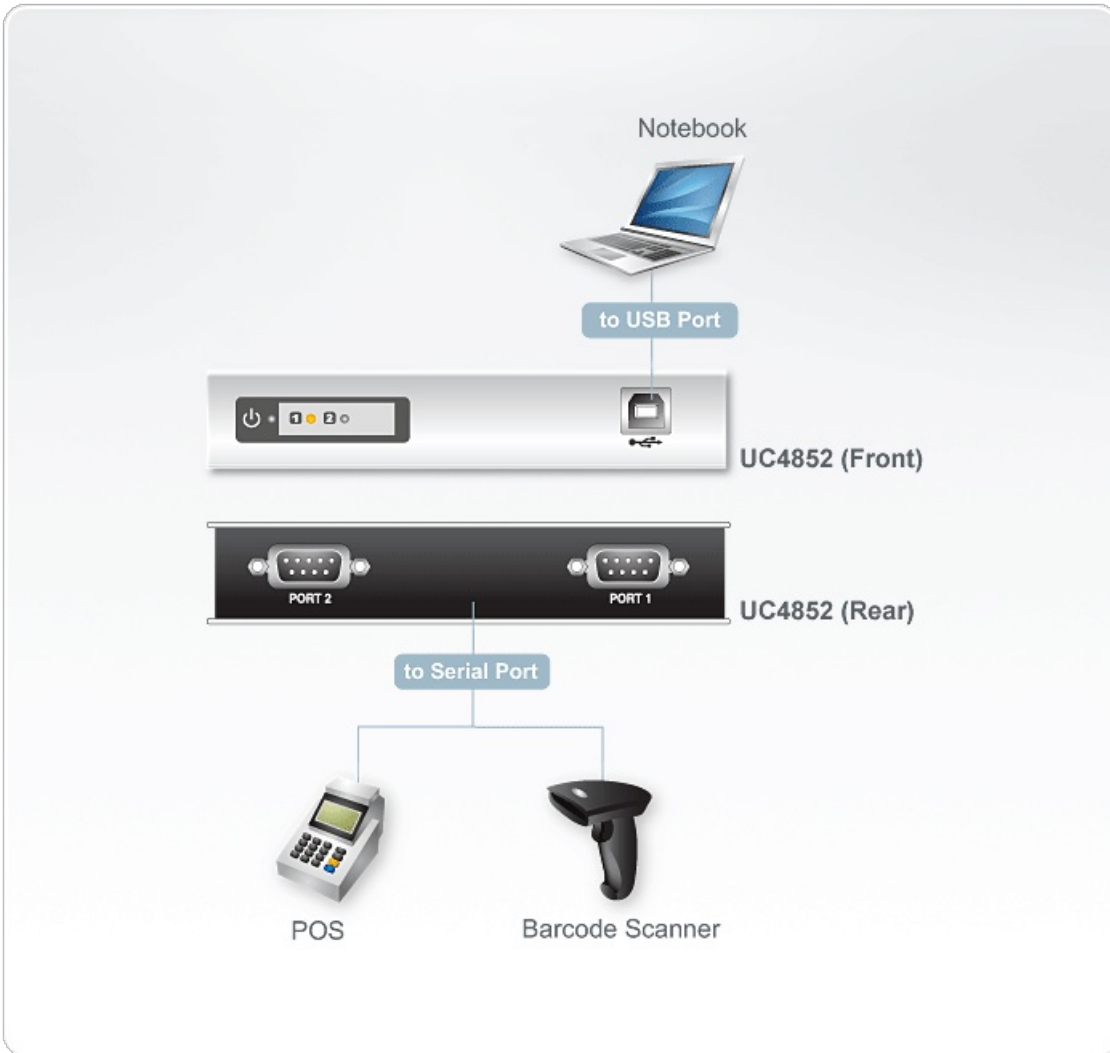 Notebook
to USB Port
1 2
UC4852 (Front)
PORT 2 PORT 1
UC4852 (Rear)
to Serial Port
POS Barcode Scanner